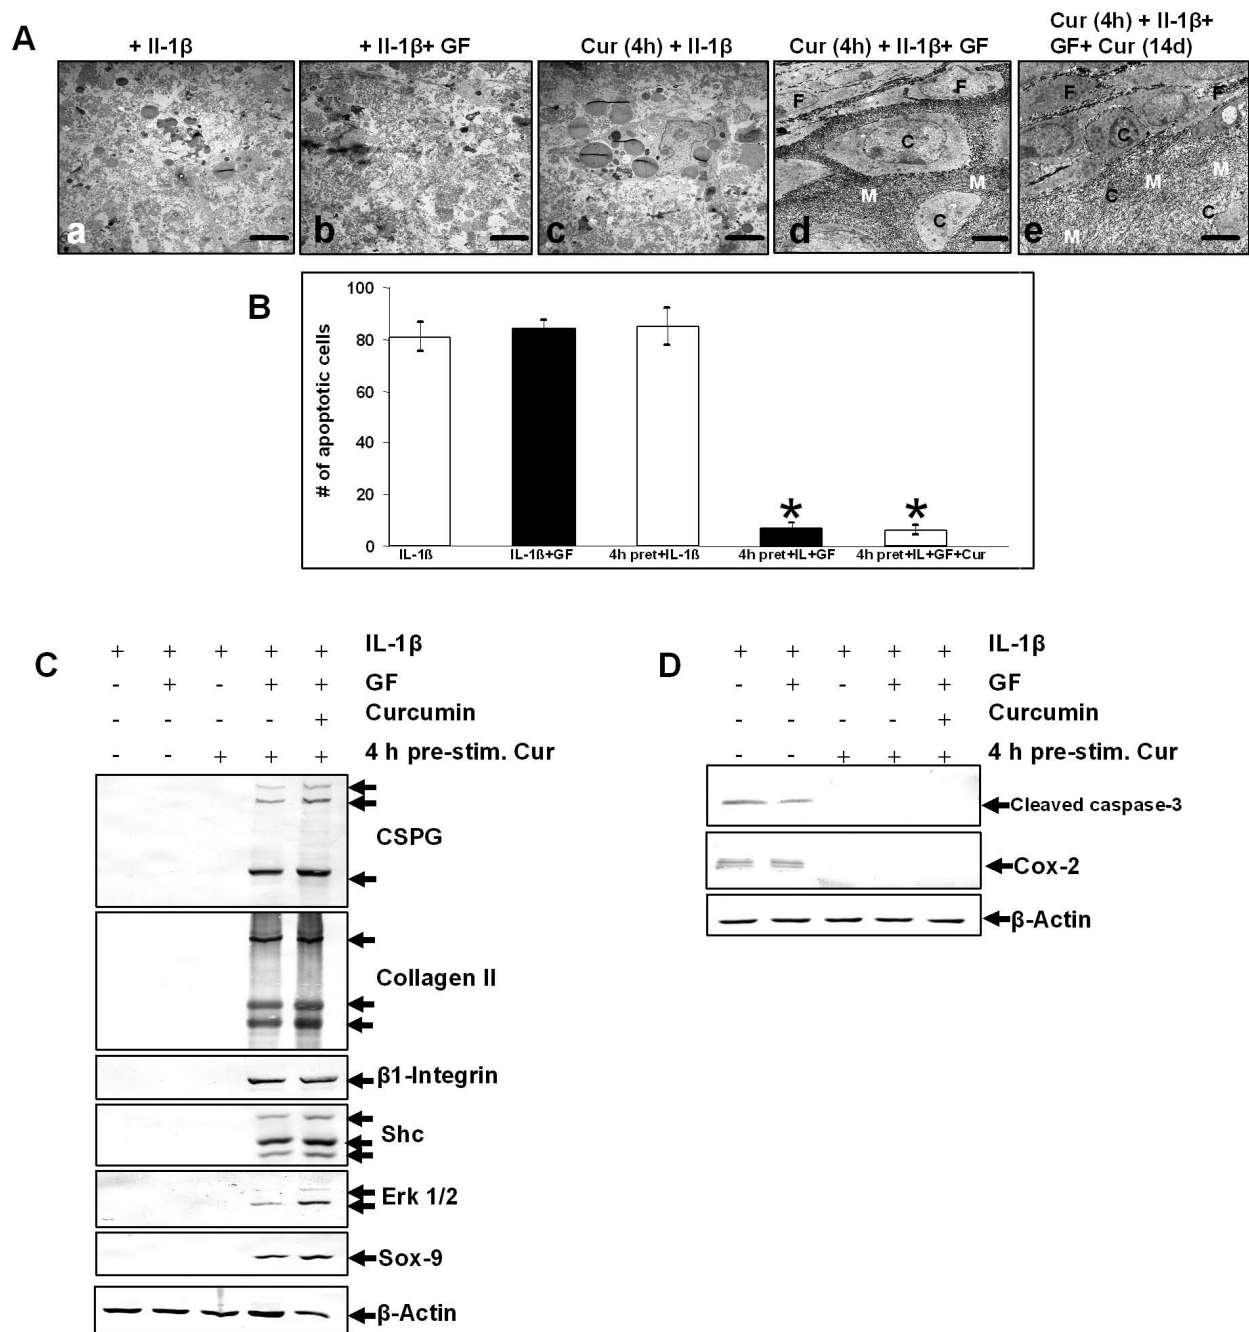 A
+ Il-1β
+ Il-1β+ GF
Cur (4h) + Il-1β
Cur (4h) + Il-1β+ GF
Cur (4h) + Il-1β+
GF+ Cur (14d)
a
b
c
F
F
C
M
M
C
d
F
F
C
C
M
M
C
M
e
B
# of apoptotic cells
100
80
60
40
20
0
* *
IL-1ß
IL-1ß+GF
4h pret+IL-1ß
4h pret+IL+GF
4h pret+IL+GF+Cur
C
+ + + + + IL-1β
- + - + + GF
- - - - + Curcumin
- - + + + 4 h pre-stim. Cur
CSPG
Collagen II
β1-Integrin
Shc
Erk 1/2
Sox-9
β-Actin
D
+ + + + + IL-1β
- + - + + GF
- - - - + Curcumin
- - + + + 4 h pre-stim. Cur
Cleaved caspase-3
Cox-2
β-Actin